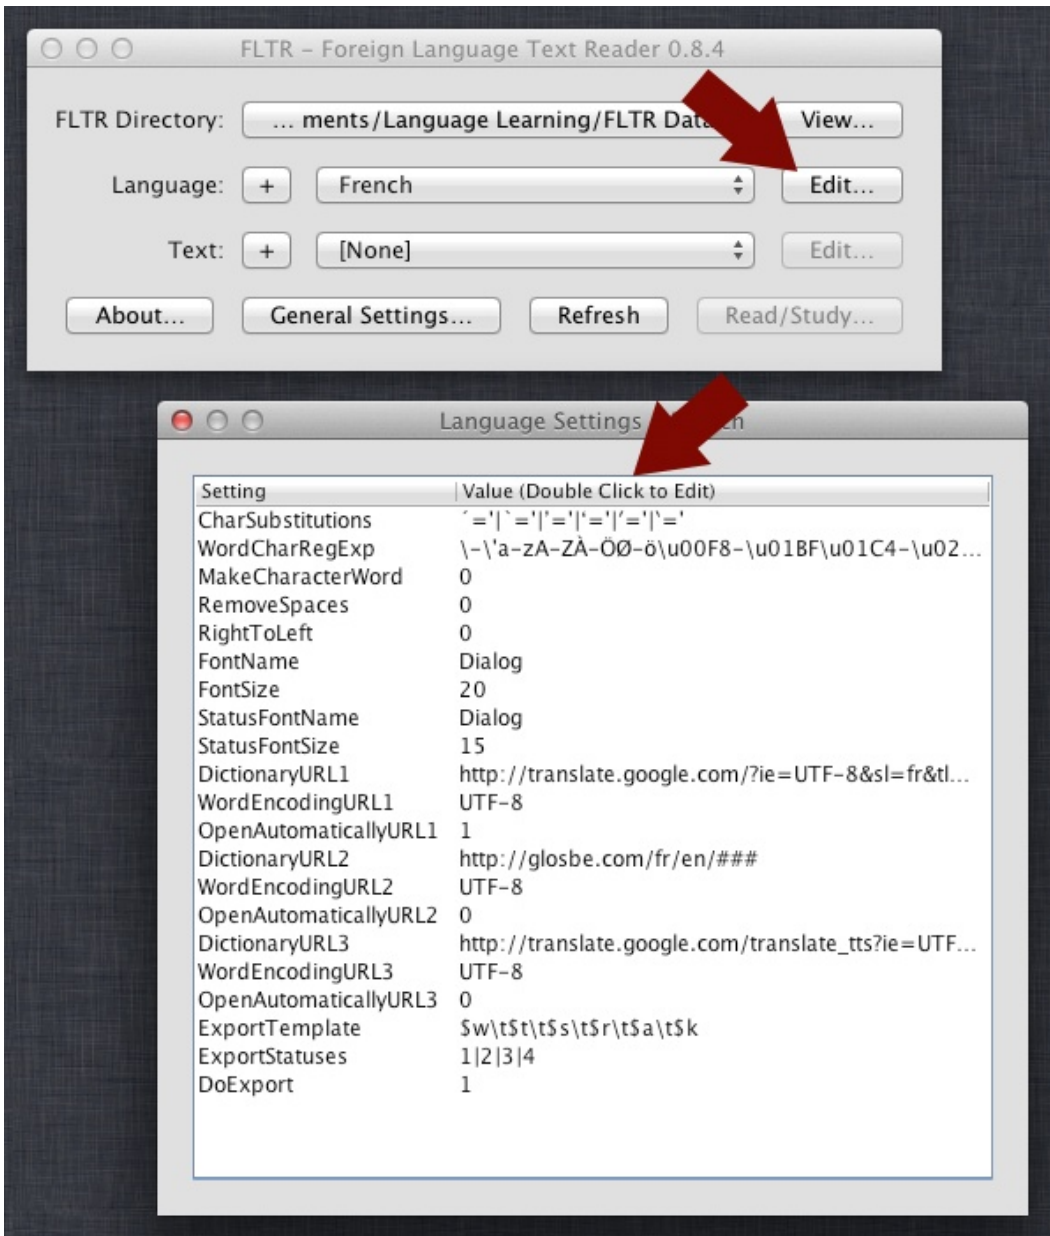 FLTR – Foreign Language Text Reader 0.8.4
FLTR Directory: ... ments/Language Learning/FLTR Data View...
Language: + French Edit...
Text: + [None] Edit...
About... General Settings... Refresh Read/Study...
Language Settings
Setting Value (Double Click to Edit)
CharSubstitutions ´='|`='|’='|‘='|′='|‵='
WordCharRegExp \-\'a-zA-ZÀ-ÖØ-ö\u00F8-\u01BF\u01C4-\u02...
MakeCharacterWord 0
RemoveSpaces 0
RightToLeft 0
FontName Dialog
FontSize 20
StatusFontName Dialog
StatusFontSize 15
DictionaryURL1 http://translate.google.com/?ie=UTF-8&sl=fr&tl...
WordEncodingURL1 UTF-8
OpenAutomaticallyURL1 1
DictionaryURL2 http://glosbe.com/fr/en/###
WordEncodingURL2 UTF-8
OpenAutomaticallyURL2 0
DictionaryURL3 http://translate.google.com/translate_tts?ie=UTF...
WordEncodingURL3 UTF-8
OpenAutomaticallyURL3 0
ExportTemplate $w\t$t\t$s\t$r\t$a\t$k
ExportStatuses 1|2|3|4
DoExport 1